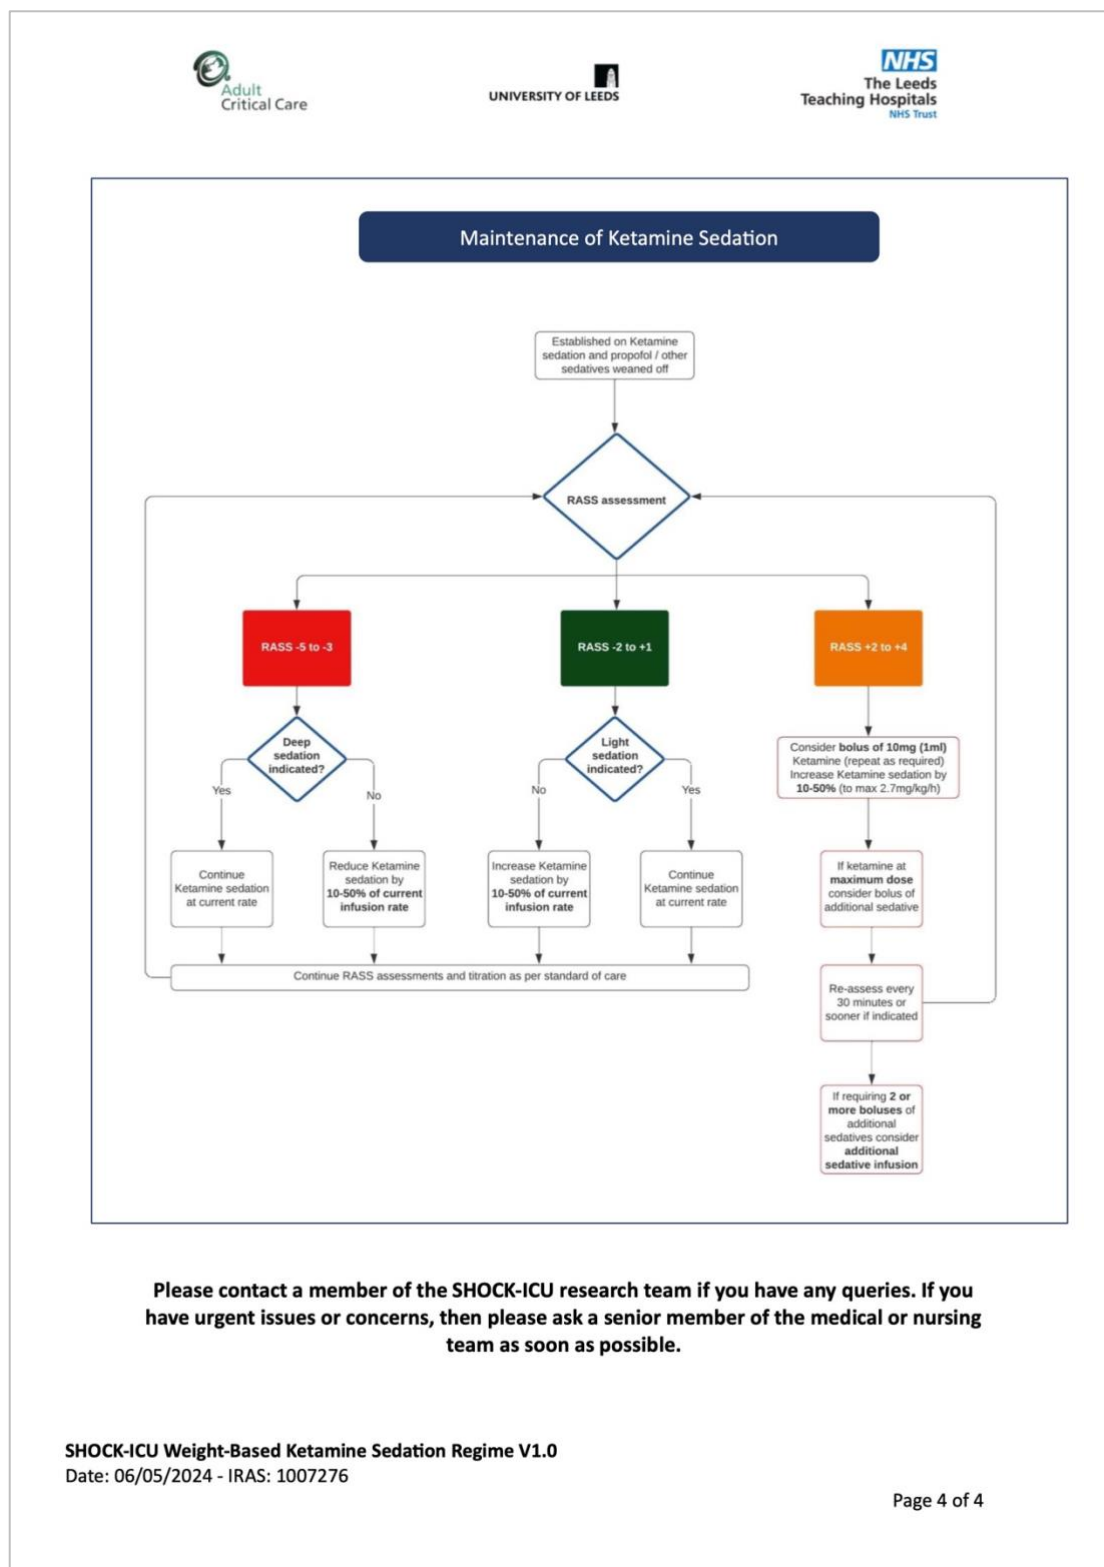 Adult
Critical Care
UNIVERSITY OF LEEDS
NHS
The Leeds
Teaching Hospitals
NHS Trust
Maintenance of Ketamine Sedation
Established on Ketamine
sedation and propofol / other
sedatives weaned off
RASS assessment
RASS -5 to -3
RASS -2 to +1
RASS +2 to +4
Deep
sedation
indicated?
Yes
No
Light
sedation
indicated?
No
Yes
Consider bolus of 10mg (1ml)
Ketamine (repeat as required)
Increase Ketamine sedation by
10-50% (to max 2.7mg/kg/h)
Continue
Ketamine sedation
at current rate
Reduce Ketamine
sedation by
10-50% of current
infusion rate
Increase Ketamine
sedation by
10-50% of current
infusion rate
Continue
Ketamine sedation
at current rate
If ketamine at
maximum dose
consider bolus of
additional sedative
Continue RASS assessments and titration as per standard of care
Re-assess every
30 minutes or
sooner if indicated
If requiring 2 or
more boluses of
additional
sedatives consider
additional
sedative infusion
Please contact a member of the SHOCK-ICU research team if you have any queries. If you
have urgent issues or concerns, then please ask a senior member of the medical or nursing
team as soon as possible.
SHOCK-ICU Weight-Based Ketamine Sedation Regime V1.0
Date: 06/05/2024 - IRAS: 1007276
Page 4 of 4